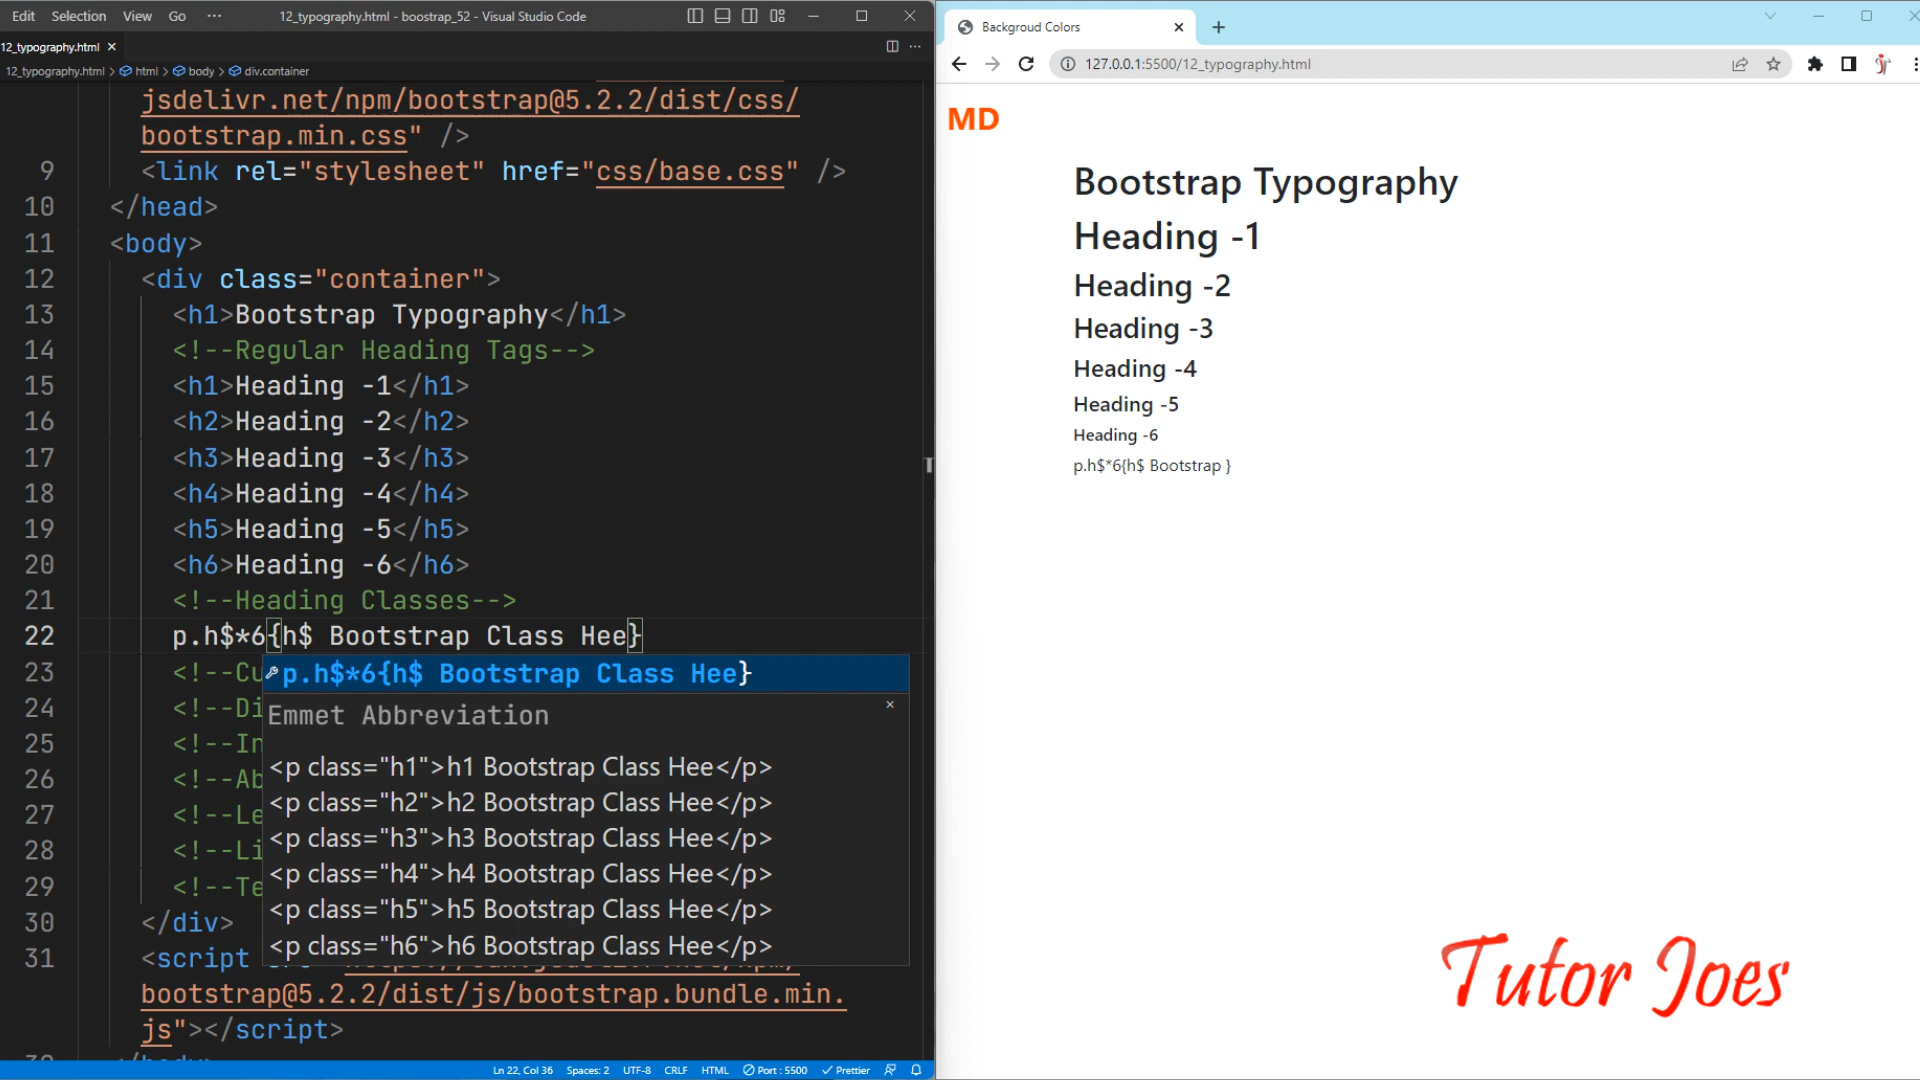 Edit Selection View Go ··· 12_typography.html - boostrap_52 - Visual Studio Code
12_typography.html
12_typography.html > html > body > div.container
jsdelivr.net/npm/bootstrap@5.2.2/dist/css/
bootstrap.min.css" />
9 <link rel="stylesheet" href="css/base.css" />
10 </head>
11 <body>
12 <div class="container">
13 <h1>Bootstrap Typography</h1>
14 <!--Regular Heading Tags-->
15 <h1>Heading -1</h1>
16 <h2>Heading -2</h2>
17 <h3>Heading -3</h3>
18 <h4>Heading -4</h4>
19 <h5>Heading -5</h5>
20 <h6>Heading -6</h6>
21 <!--Heading Classes-->
22 p.h$*6{h$ Bootstrap Class Hee}
23 <!--Cu
p.h$*6{h$ Bootstrap Class Hee}
24 <!--Di
Emmet Abbreviation
25 <!--In
<p class="h1">h1 Bootstrap Class Hee</p>
26 <!--Ab
<p class="h2">h2 Bootstrap Class Hee</p>
27 <!--Le
<p class="h3">h3 Bootstrap Class Hee</p>
28 <!--Li
<p class="h4">h4 Bootstrap Class Hee</p>
29 <!--Te
<p class="h5">h5 Bootstrap Class Hee</p>
30 </div>
<p class="h6">h6 Bootstrap Class Hee</p>
31 <script
bootstrap@5.2.2/dist/js/bootstrap.bundle.min.
js"></script>
Ln 22, Col 36 Spaces: 2 UTF-8 CRLF HTML Port : 5500 Prettier
Backgroud Colors
127.0.0.1:5500/12_typography.html
MD
Bootstrap Typography
Heading -1
Heading -2
Heading -3
Heading -4
Heading -5
Heading -6
p.h$*6{h$ Bootstrap }
Tutor Joes